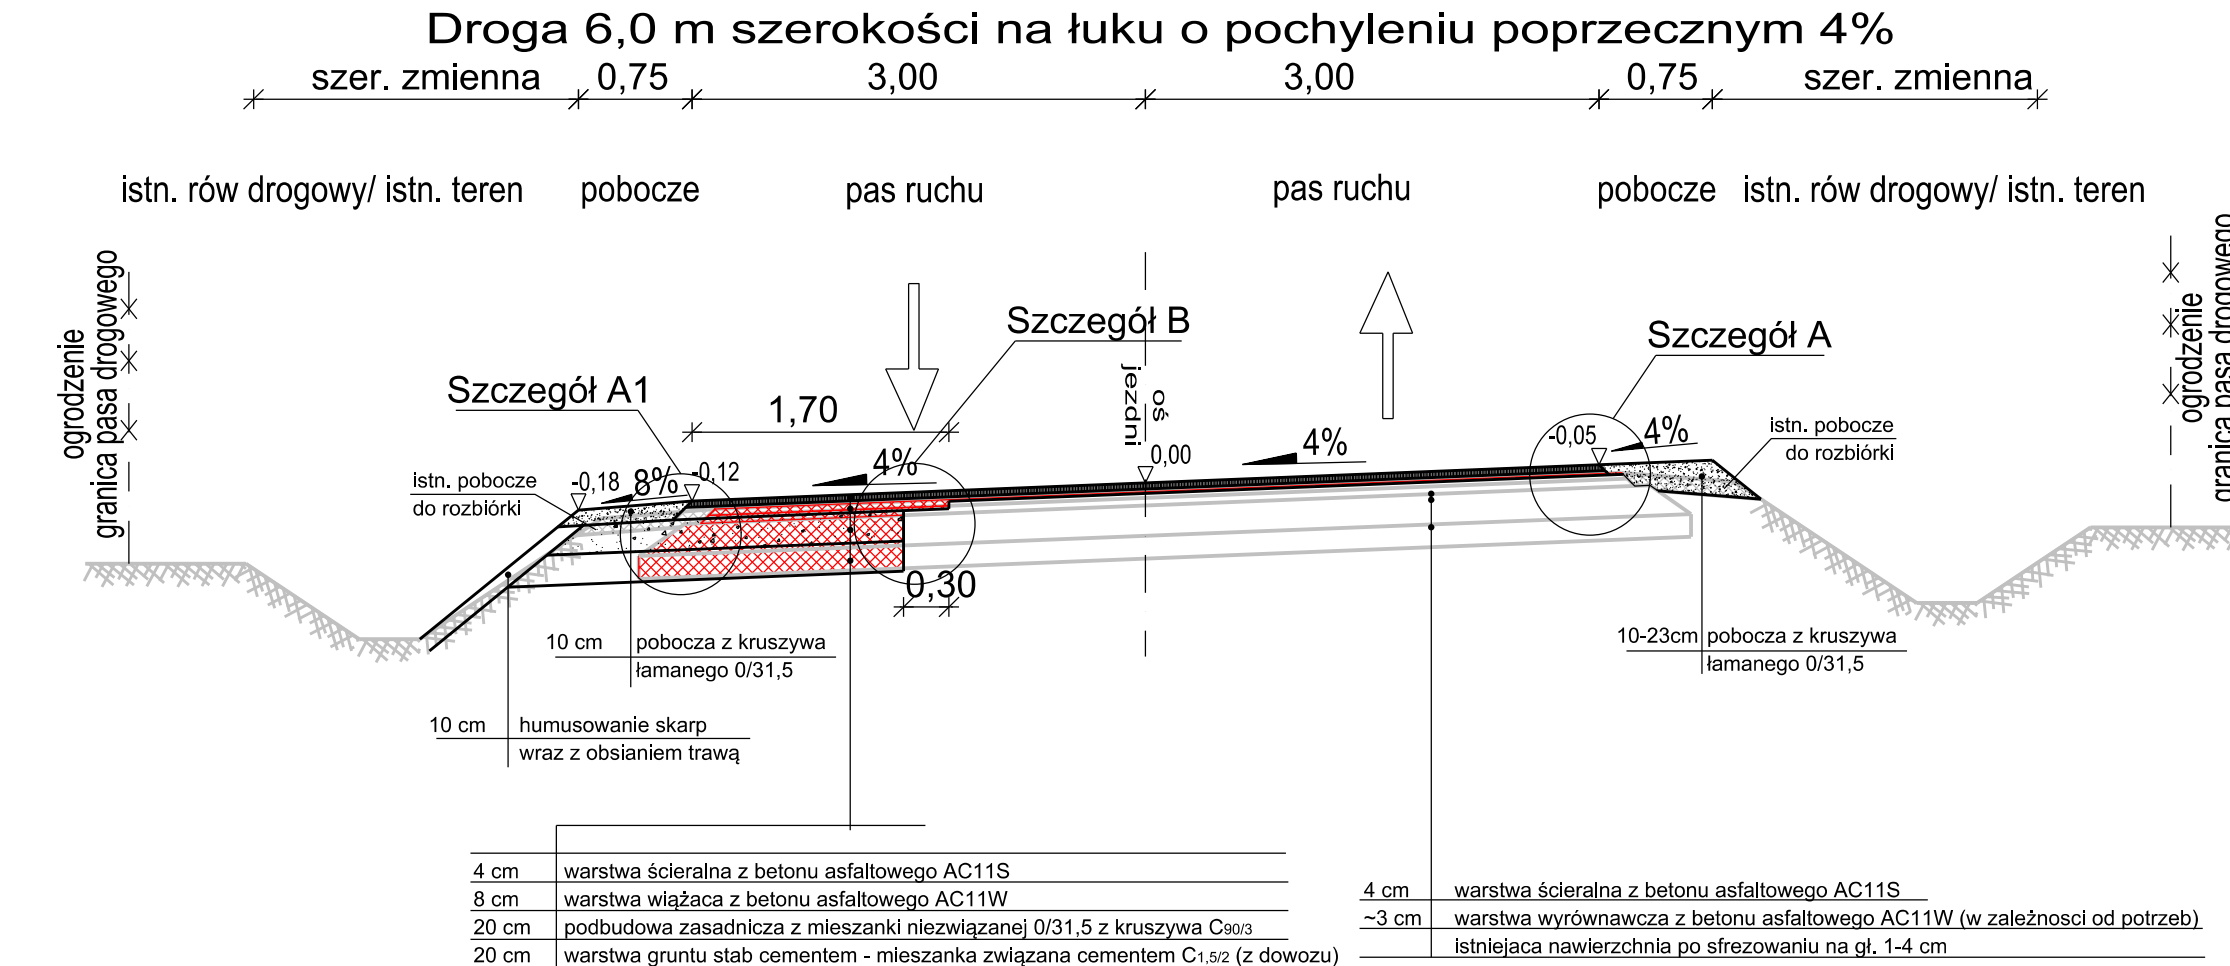 Droga 6,0 m szerokości na łuku o pochyleniu poprzecznym 4%
szer. zmienna 0,75 3,00 3,00 0,75 szer. zmienna
istn. rów drogowy/ istn. teren pobocze pas ruchu pas ruchu pobocze istn. rów drogowy/ istn. teren
ogrodzenie
granica pasa drogowego
ogrodzenie
granica pasa drogowego
Szczegół B
Szczegół A
Szczegół A1
1,70
oś
jezdni
0,00
4%
4%
-0,05
4%
istn. pobocze
do rozbiórki
istn. pobocze
do rozbiórki
-0,18
8%
-0,12
0,30
10 cm pobocza z kruszywa
łamanego 0/31,5
10-23cm pobocza z kruszywa
łamanego 0/31,5
10 cm humusowanie skarp
wraz z obsianiem trawą
4 cm warstwa ścieralna z betonu asfaltowego AC11S
8 cm warstwa wiążaca z betonu asfaltowego AC11W
20 cm podbudowa zasadnicza z mieszanki niezwiązanej 0/31,5 z kruszywa C90/3
20 cm warstwa gruntu stab cementem - mieszanka związana cementem C1,5/2 (z dowozu)
4 cm warstwa ścieralna z betonu asfaltowego AC11S
~3 cm warstwa wyrównawcza z betonu asfaltowego AC11W (w zależnosci od potrzeb)
istniejaca nawierzchnia po sfrezowaniu na gł. 1-4 cm